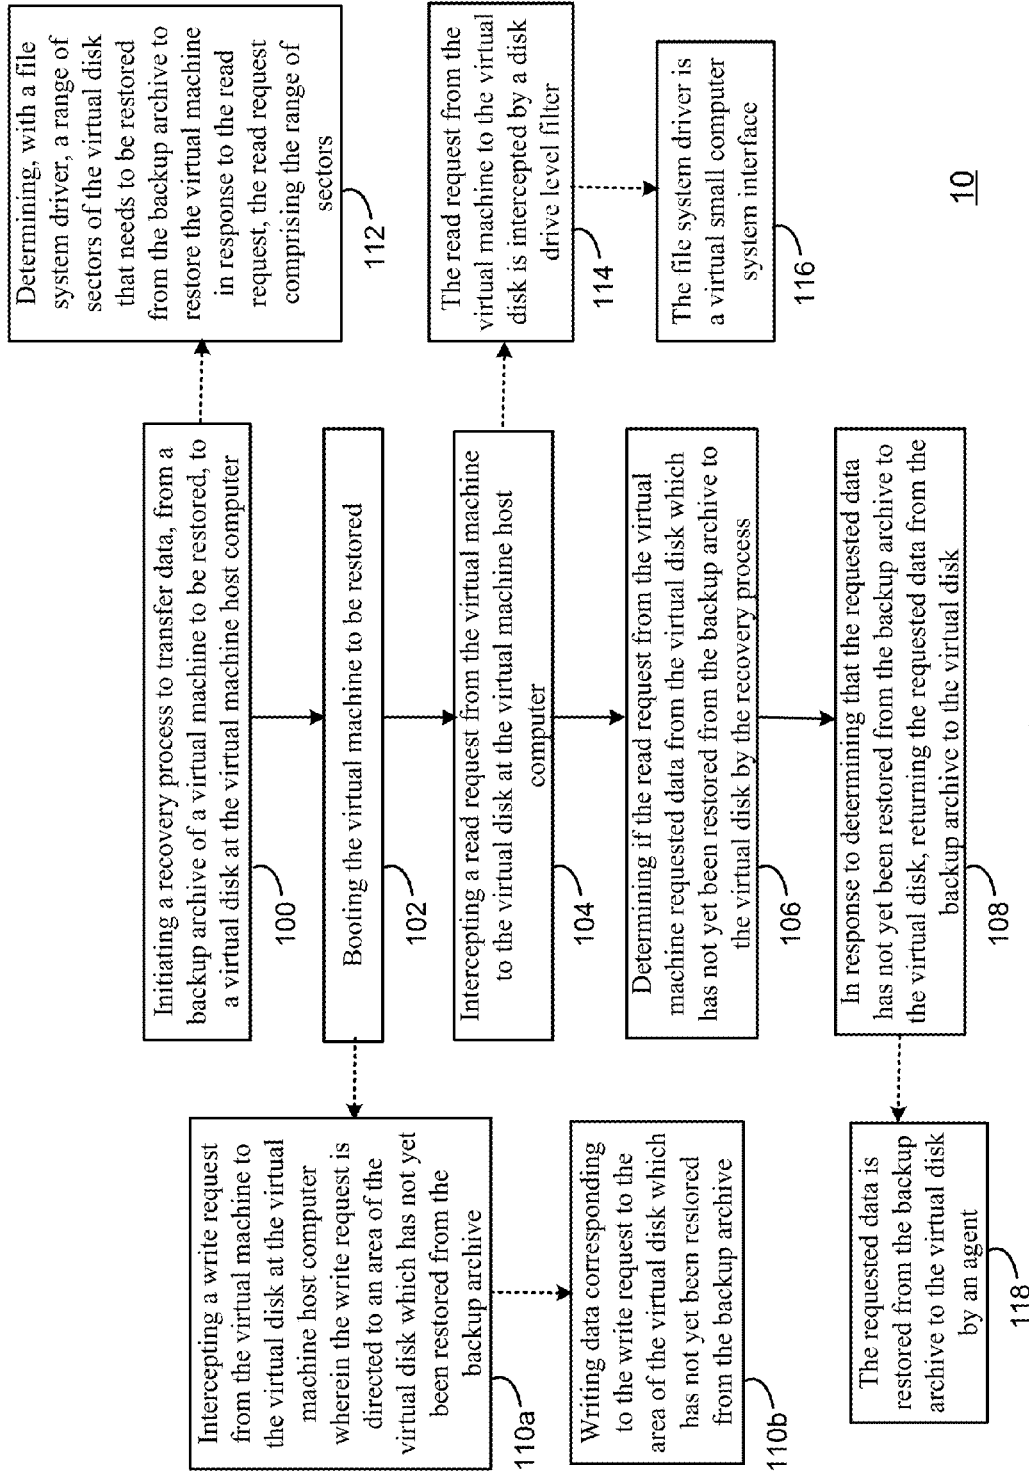 Initiating a recovery process to transfer data, from a
backup archive of a virtual machine to be restored, to
a virtual disk at the virtual machine host computer
100
Determining, with a file
system driver, a range of
sectors of the virtual disk
that needs to be restored
from the backup archive to
restore the virtual machine
in response to the read
request, the read request
comprising the range of
sectors
112
Booting the virtual machine to be restored
102
Intercepting a write request
from the virtual machine to
the virtual disk at the virtual
machine host computer
wherein the write request is
directed to an area of the
virtual disk which has not yet
been restored from the
backup archive
110a
Writing data corresponding
to the write request to the
area of the virtual disk which
has not yet been restored
from the backup archive
110b
Intercepting a read request from the virtual machine
to the virtual disk at the virtual machine host
computer
104
The read request from the
virtual machine to the virtual
disk is intercepted by a disk
drive level filter
114
The file system driver is
a virtual small computer
system interface
116
Determining if the read request from the virtual
machine requested data from the virtual disk which
has not yet been restored from the backup archive to
the virtual disk by the recovery process
106
In response to determining that the requested data
has not yet been restored from the backup archive to
the virtual disk, returning the requested data from the
backup archive to the virtual disk
108
The requested data is
restored from the backup
archive to the virtual disk
by an agent
118
10